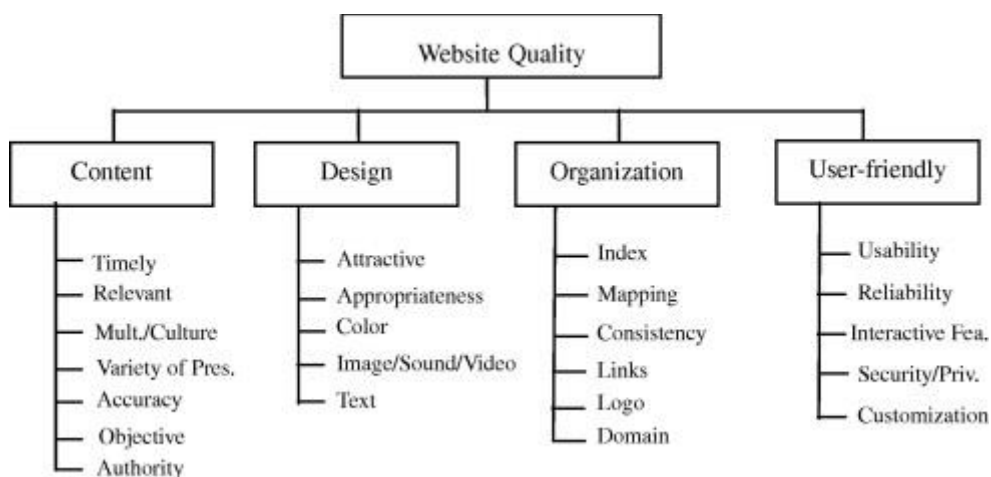 Website Quality
Content
Timely
Relevant
Mult./Culture
Variety of Pres.
Accuracy
Objective
Authority
Design
Attractive
Appropriateness
Color
Image/Sound/Video
Text
Organization
Index
Mapping
Consistency
Links
Logo
Domain
User-friendly
Usability
Reliability
Interactive Fea.
Security/Priv.
Customization